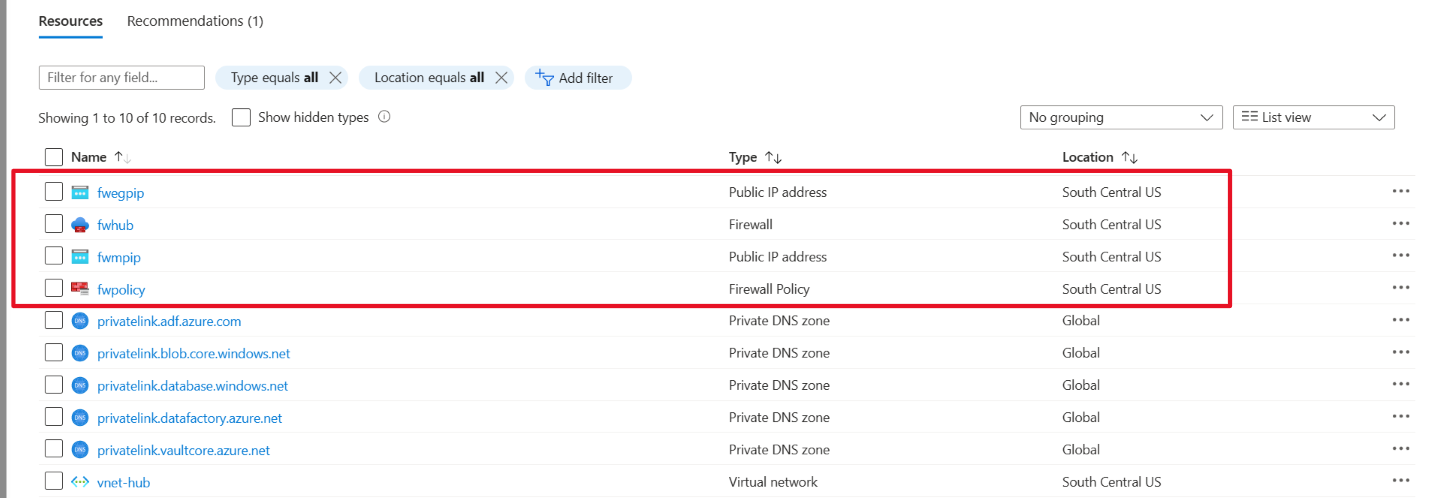 Resources Recommendations (1)
Filter for any field... Type equals all Location equals all Add filter
Showing 1 to 10 of 10 records. Show hidden types No grouping List view
Name Type Location
fwegpip Public IP address South Central US
fwhub Firewall South Central US
fwmpip Public IP address South Central US
fwpolicy Firewall Policy South Central US
privatelink.adf.azure.com Private DNS zone Global
privatelink.blob.core.windows.net Private DNS zone Global
privatelink.database.windows.net Private DNS zone Global
privatelink.datafactory.azure.net Private DNS zone Global
privatelink.vaultcore.azure.net Private DNS zone Global
vnet-hub Virtual network South Central US